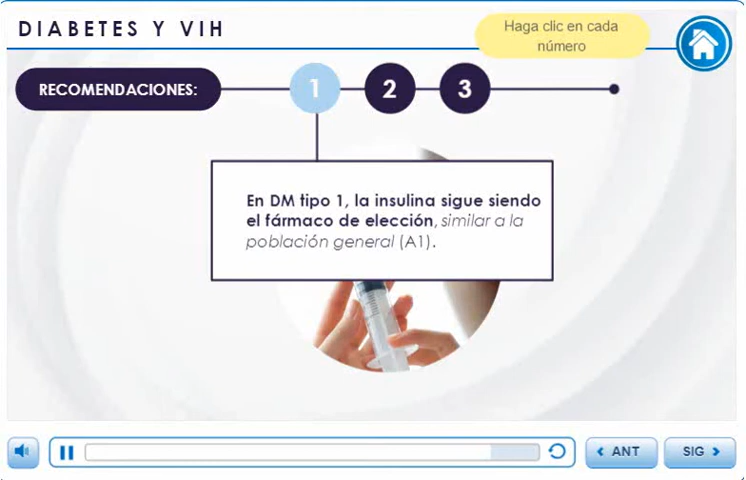 DIABETES Y VIH
Haga clic en cada
número
RECOMENDACIONES:
1
2
3
En DM tipo 1, la insulina sigue siendo
el fármaco de elección, similar a la
población general (A1).
ANT
SIG